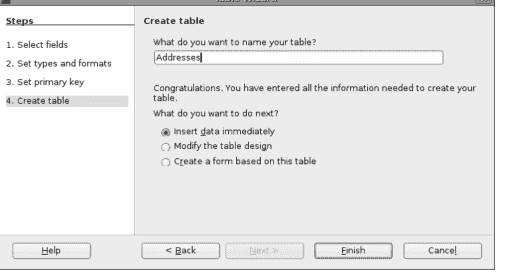 Table Wizard
Steps
1. Select fields
2. Set types and formats
3. Set primary key
4. Create table
Create table
What do you want to name your table?
Addresses
Congratulations. You have entered all the information needed to create your
table.
What do you want to do next?
Insert data immediately
Modify the table design
Create a form based on this table
Help
< Back
Next >
Finish
Cancel